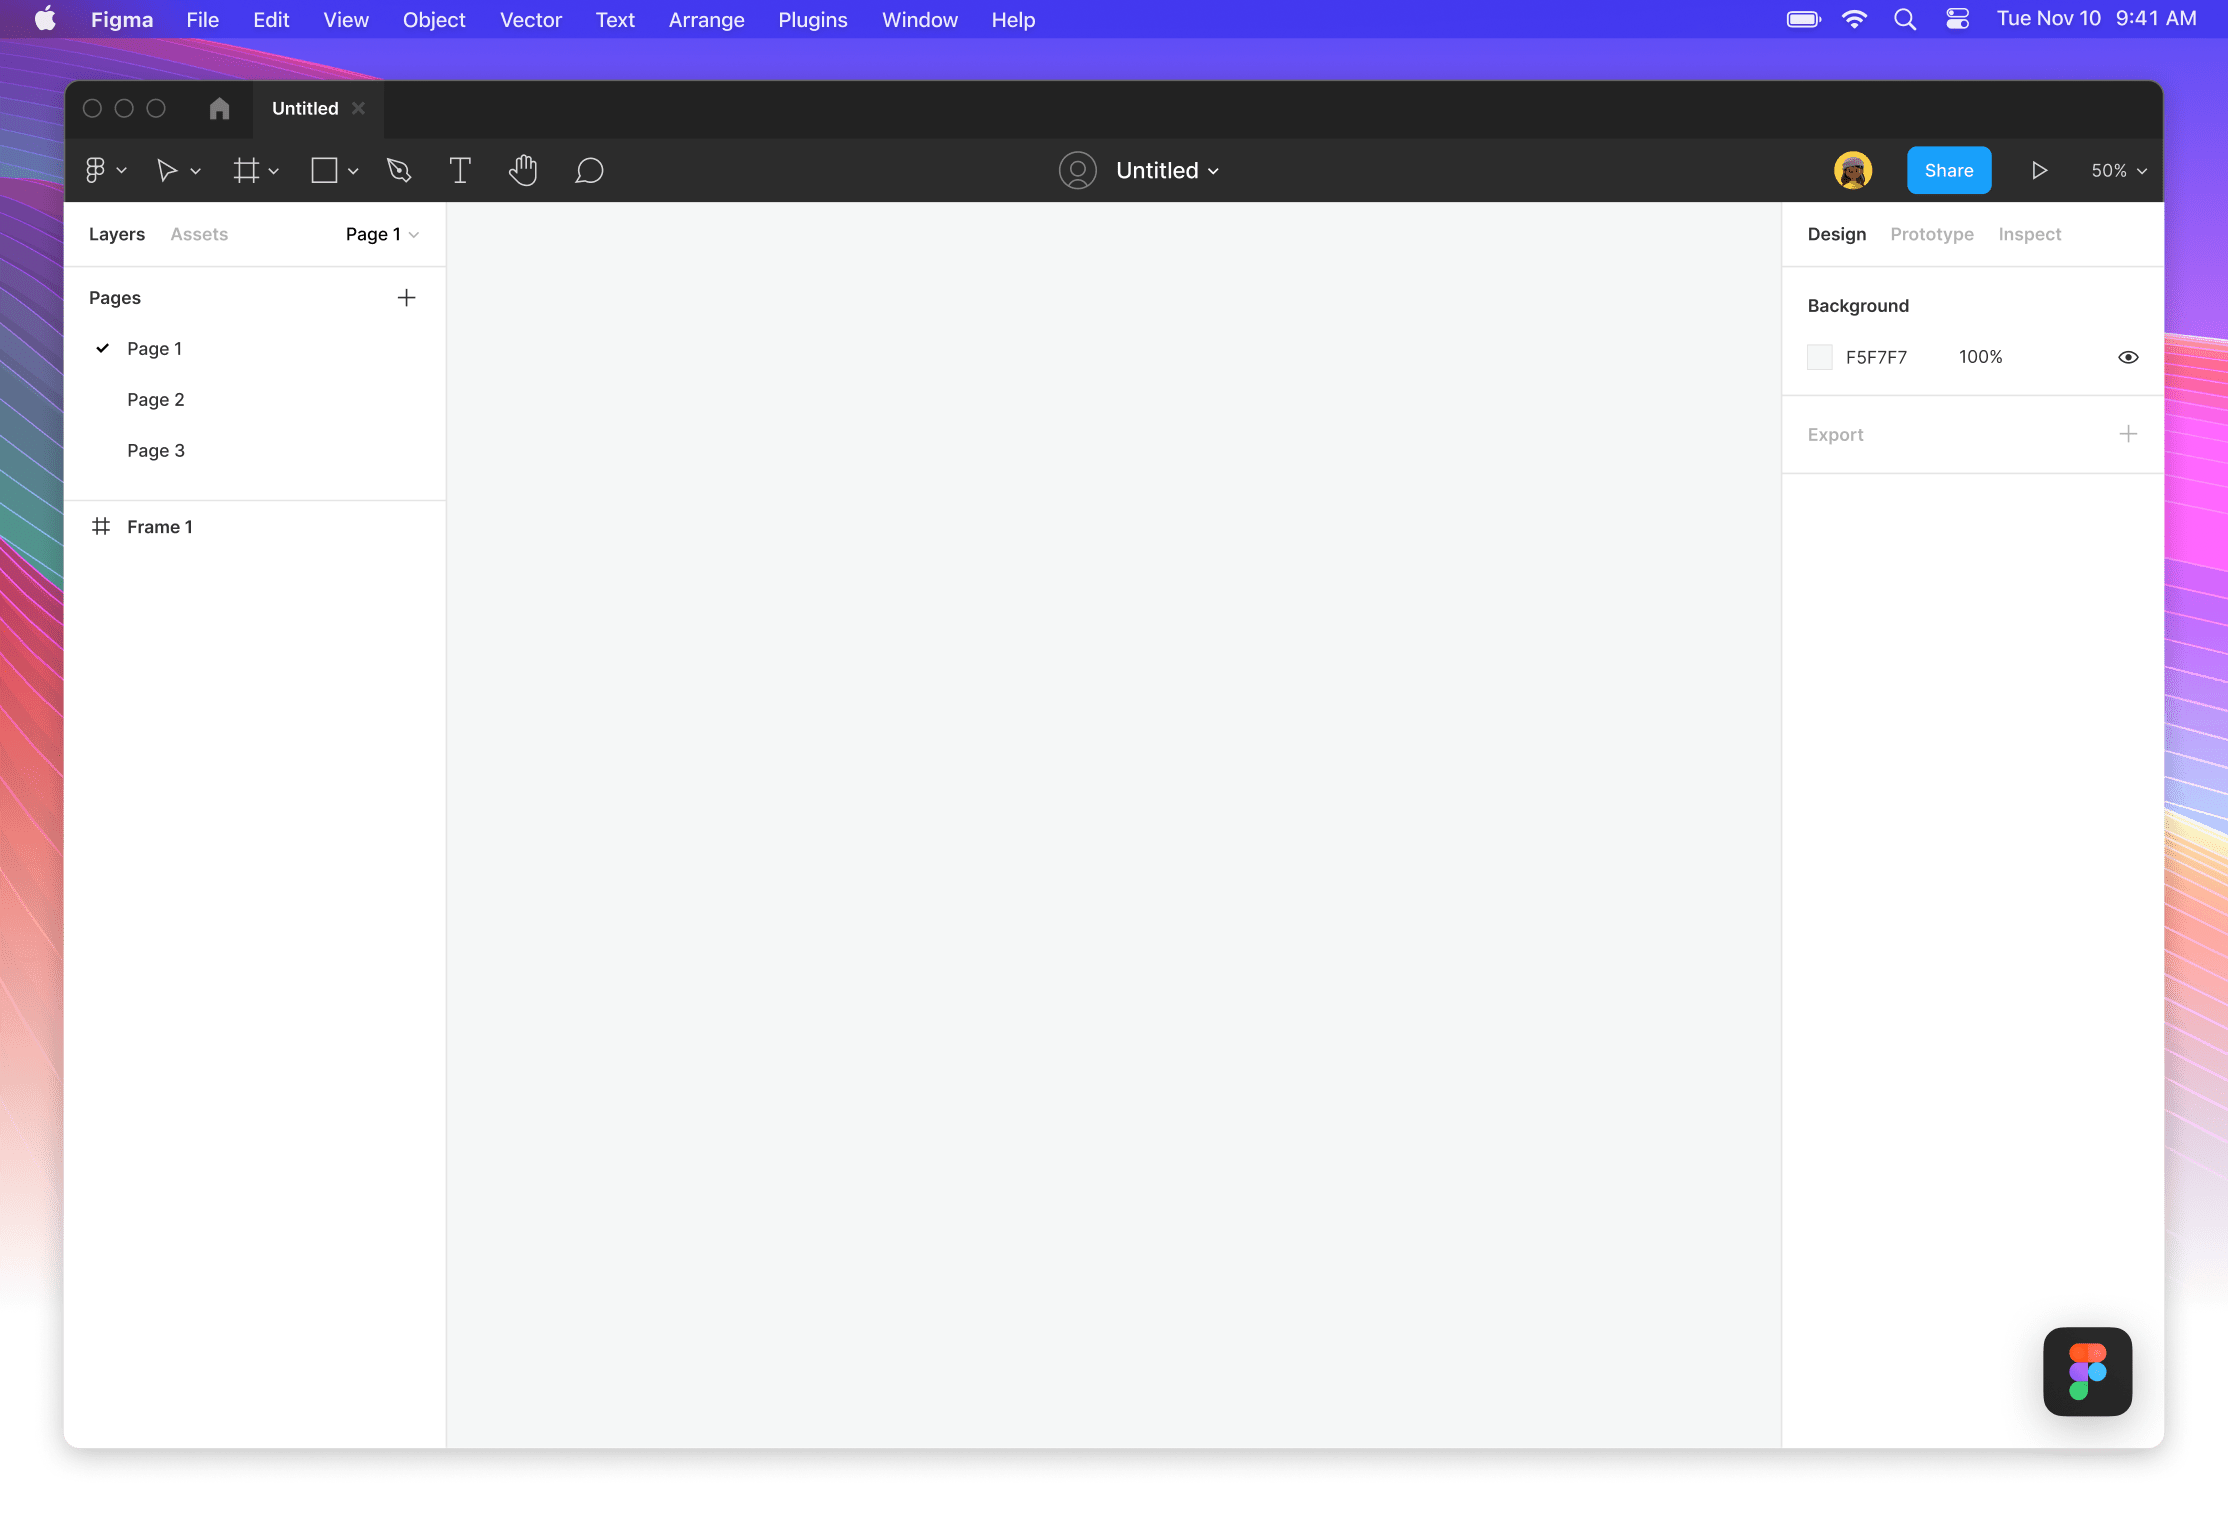 Figma File Edit View Object Vector Text Arrange Plugins Window Help Tue Nov 10 9:41 AM
Untitled
Untitled Share 50%
Layers Assets Page 1
Pages
Page 1
Page 2
Page 3
Frame 1
Design Prototype Inspect
Background
F5F7F7 100%
Export